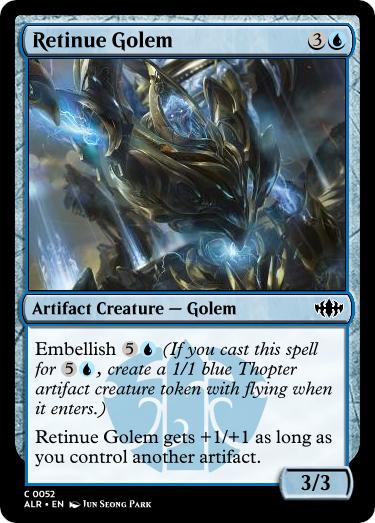 Retinue Golem 3
Artifact Creature — Golem
Embellish 5 (If you cast this spell
for 5 , create a 1/1 blue Thopter
artifact creature token with flying when
it enters.)
Retinue Golem gets +1/+1 as long as
you control another artifact.
3/3
C 0052
ALR • EN Jun Seong Park